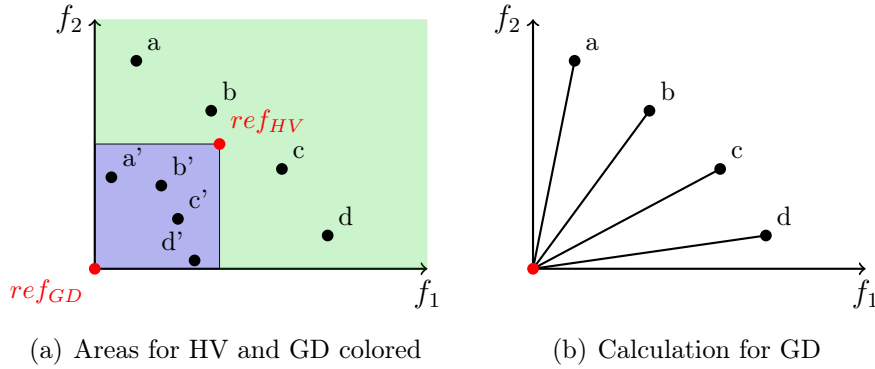 f₂
a
b
ref_HV
a'
b'
c
c'
d'
d
ref_GD
f₁
(a) Areas for HV and GD colored
f₂
a
b
c
d
f₁
(b) Calculation for GD